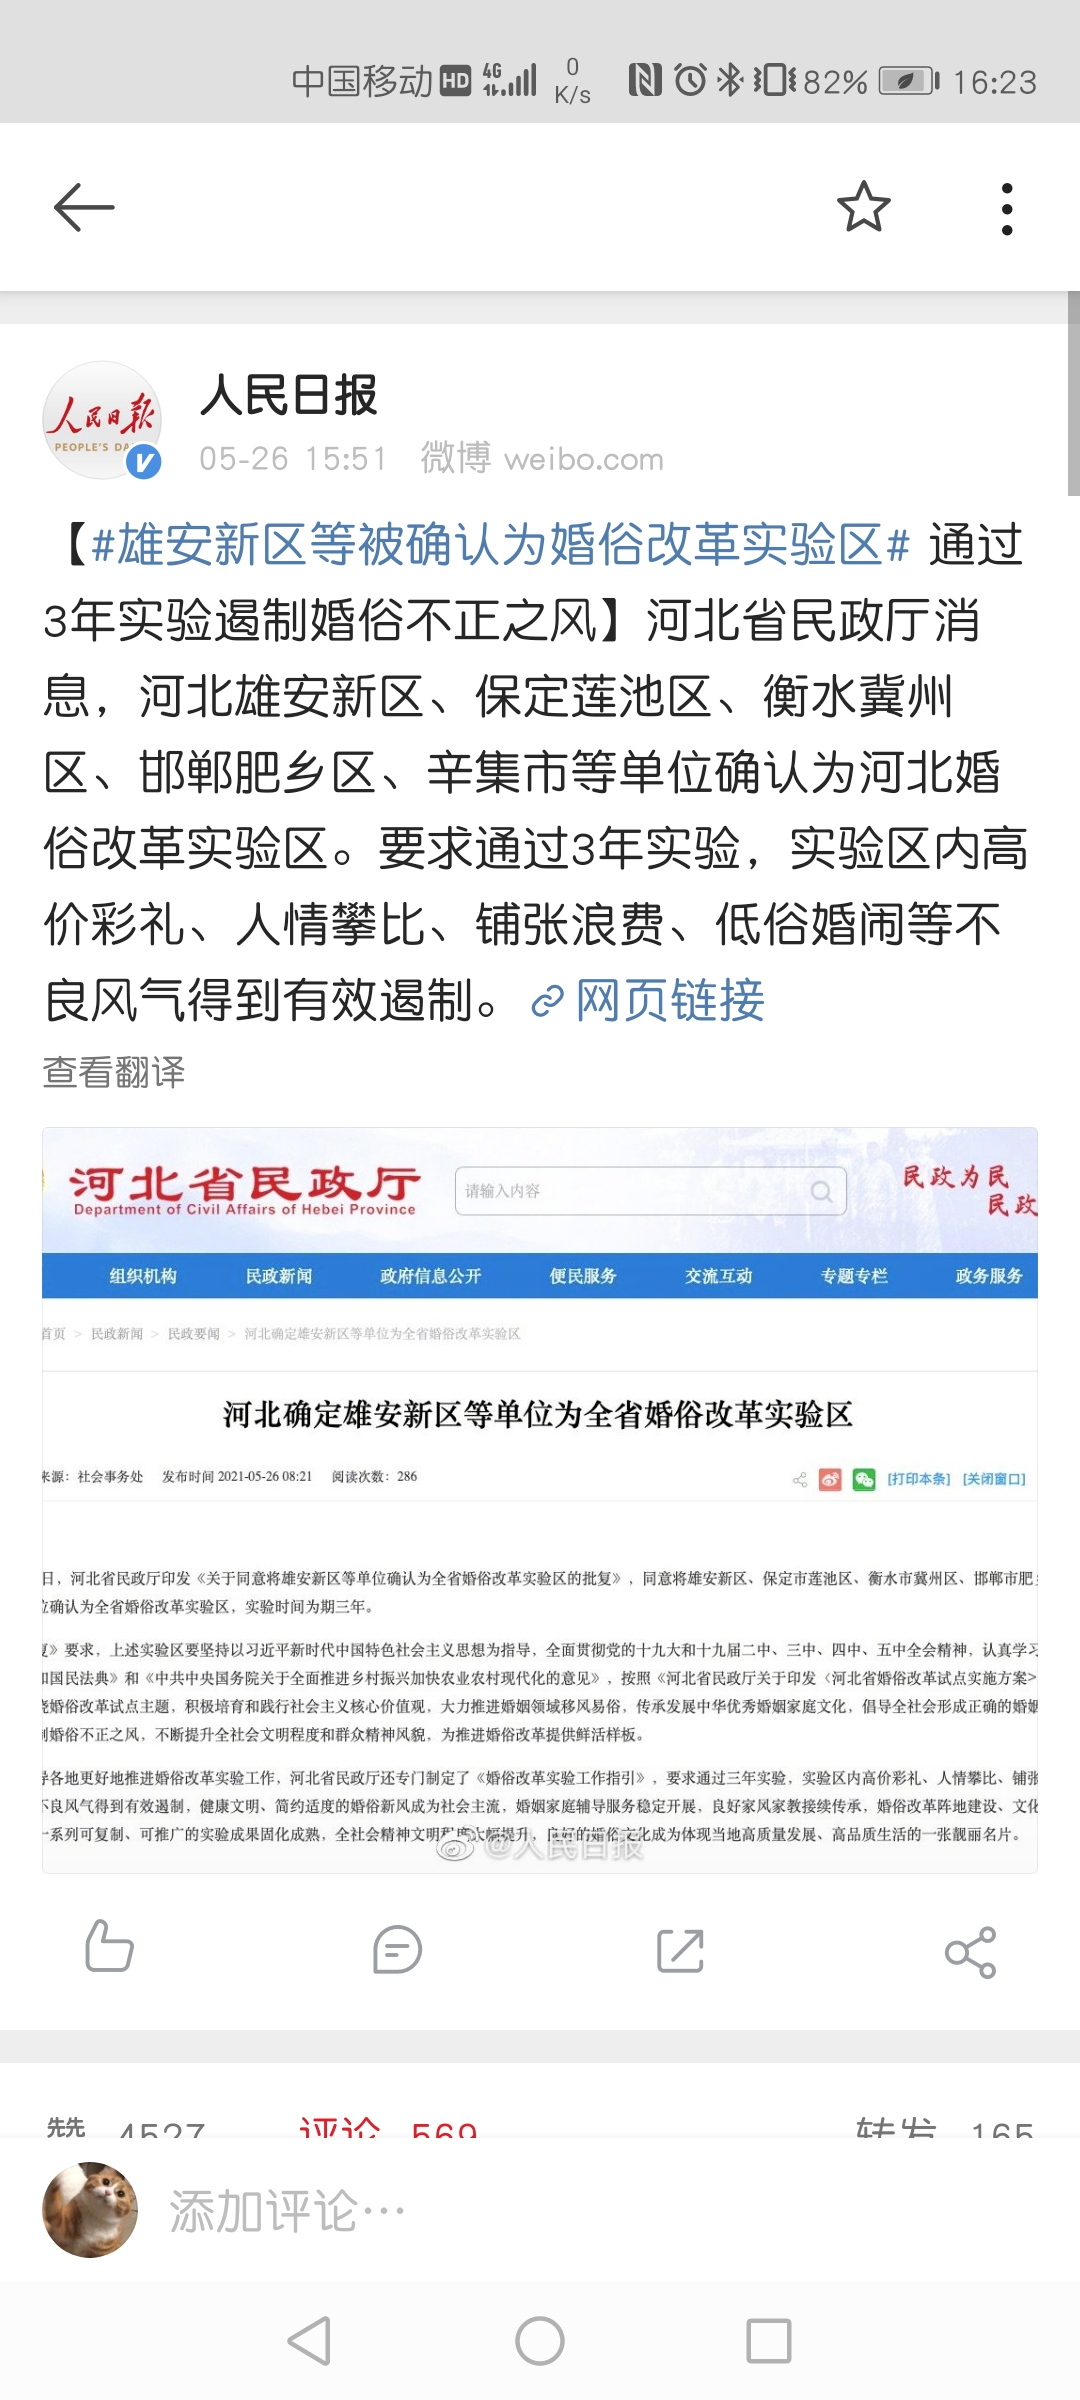 中国移动 HD 4G 0 K/s 82% 16:23
人民日报
PEOPLE'S DA
人民日报
05-26 15:51 微博 weibo.com
【#雄安新区等被确认为婚俗改革实验区# 通过
3年实验遏制婚俗不正之风】河北省民政厅消
息，河北雄安新区、保定莲池区、衡水冀州
区、邯郸肥乡区、辛集市等单位确认为河北婚
俗改革实验区。要求通过3年实验，实验区内高
价彩礼、人情攀比、铺张浪费、低俗婚闹等不
良风气得到有效遏制。网页链接
查看翻译
河北省民政厅
Department of Civil Affairs of Hebei Province
请输入内容
民政为民
民政
组织机构 民政新闻 政府信息公开 便民服务 交流互动 专题专栏 政务服务
首页 > 民政新闻 > 民政要闻 > 河北确定雄安新区等单位为全省婚俗改革实验区
河北确定雄安新区等单位为全省婚俗改革实验区
来源：社会事务处 发布时间 2021-05-26 08:21 阅读次数：286
[打印本条] [关闭窗口]
日，河北省民政厅印发《关于同意将雄安新区等单位确认为全省婚俗改革实验区的批复》，同意将雄安新区、保定市莲池区、衡水市冀州区、邯郸市肥
位确认为全省婚俗改革实验区，实验时间为期三年。
复》要求，上述实验区要坚持以习近平新时代中国特色社会主义思想为指导，全面贯彻党的十九大和十九届二中、三中、四中、五中全会精神，认真学习
和国民法典》和《中共中央国务院关于全面推进乡村振兴加快农业农村现代化的意见》，按照《河北省民政厅关于印发〈河北省婚俗改革试点实施方案>
绕婚俗改革试点主题，积极培育和践行社会主义核心价值观，大力推进婚姻领域移风易俗，传承发展中华优秀婚姻家庭文化，倡导全社会形成正确的婚姻
制婚俗不正之风，不断提升全社会文明程度和群众精神风貌，为推进婚俗改革提供鲜活样板。
导各地更好地推进婚俗改革实验工作，河北省民政厅还专门制定了《婚俗改革实验工作指引》，要求通过三年实验，实验区内高价彩礼、人情攀比、铺张
不良风气得到有效遏制，健康文明、简约适度的婚俗新风成为社会主流，婚姻家庭辅导服务稳定开展，良好家风家教接续传承，婚俗改革阵地建设、文化
一系列可复制、可推广的实验成果固化成熟，全社会精神文明程度大幅提升，良好的婚俗文化成为体现当地高质量发展、高品质生活的一张靓丽名片。
@人民日报
赞 4527 评论 569 转发 165
添加评论…